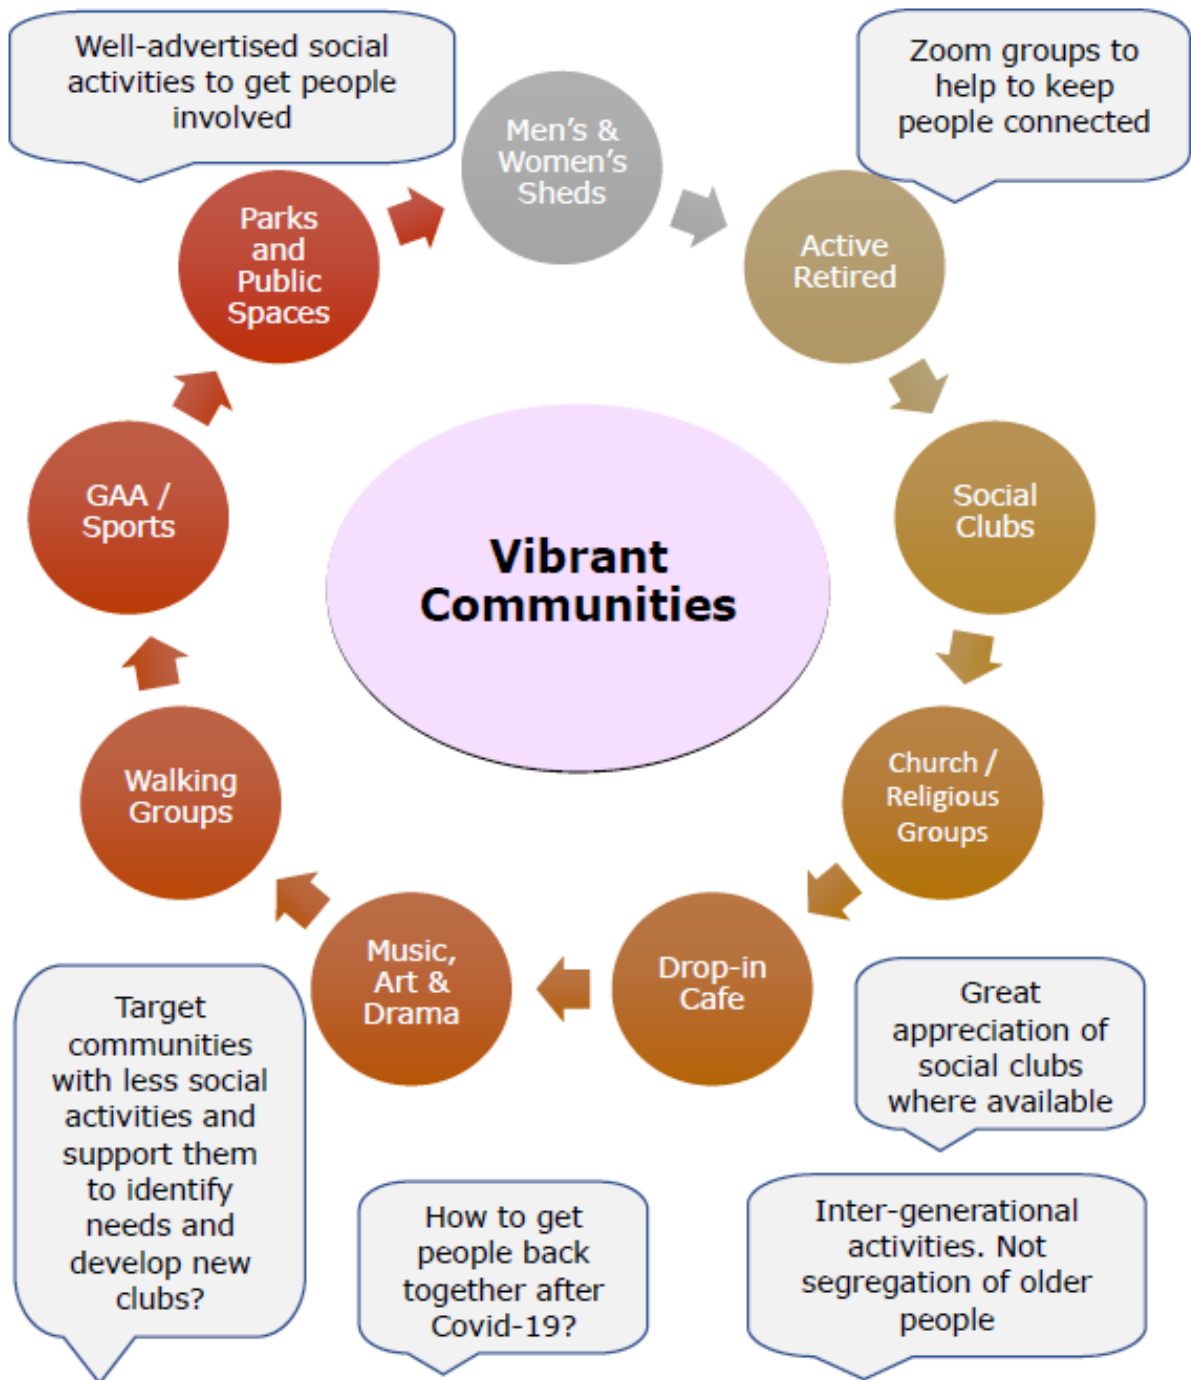 Well-advertised social
activities to get people
involved
Zoom groups to
help to keep
people connected
Men's &
Women's
Sheds
Active
Retired
Social
Clubs
Church /
Religious
Groups
Drop-in
Cafe
Music,
Art &
Drama
Walking
Groups
GAA /
Sports
Parks
and
Public
Spaces
Vibrant
Communities
Target
communities
with less social
activities and
support them
to identify
needs and
develop new
clubs?
How to get
people back
together after
Covid-19?
Great
appreciation of
social clubs
where available
Inter-generational
activities. Not
segregation of older
people